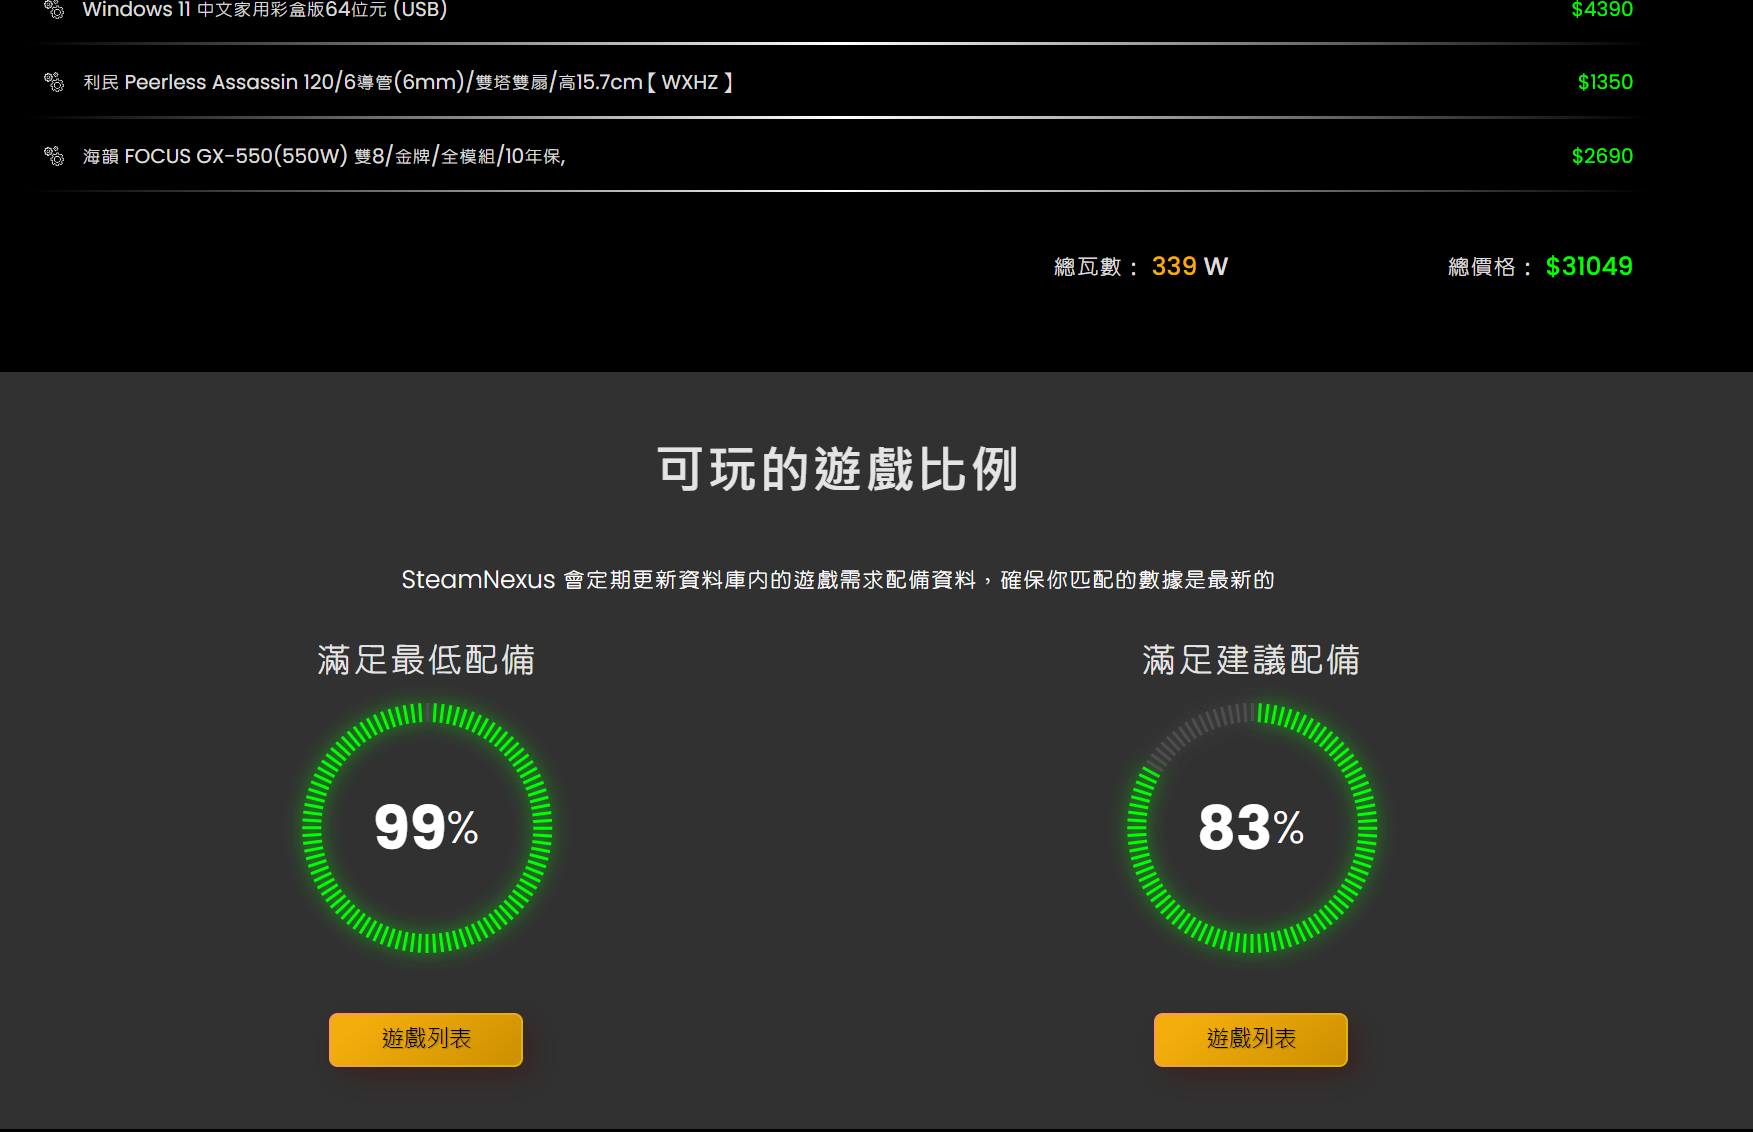 Windows 11 中文家用彩盒版64位元 (USB) $4390
利民 Peerless Assassin 120/6導管(6mm)/雙塔雙扇/高15.7cm【 WXHZ 】 $1350
海韻 FOCUS GX-550(550W) 雙8/金牌/全模組/10年保, $2690
總瓦數： 339 W 總價格： $31049
可玩的遊戲比例
SteamNexus 會定期更新資料庫內的遊戲需求配備資料，確保你匹配的數據是最新的
滿足最低配備 滿足建議配備
99% 83%
遊戲列表 遊戲列表